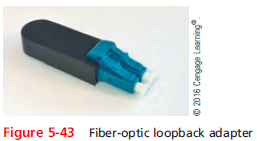 © 2016 Cengage Learning®.
Figure 5-43 Fiber-optic loopback adapter